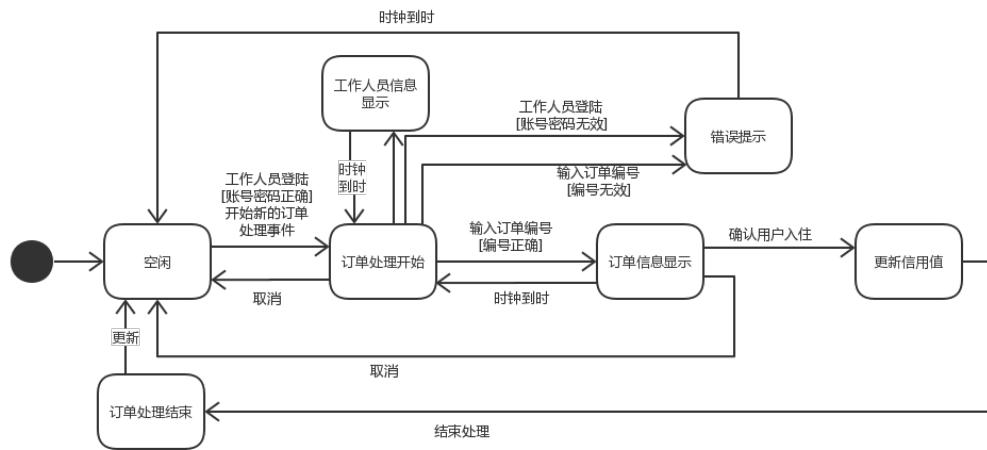 时钟到时
工作人员信息
显示
工作人员登陆
[账号密码无效]
错误提示
时钟
到时
输入订单编号
[编号无效]
工作人员登陆
[账号密码正确]
开始新的订单
处理事件
输入订单编号
[编号正确]
确认用户入住
空闲
订单处理开始
订单信息显示
更新信用值
取消
时钟到时
更新
取消
订单处理结束
结束处理